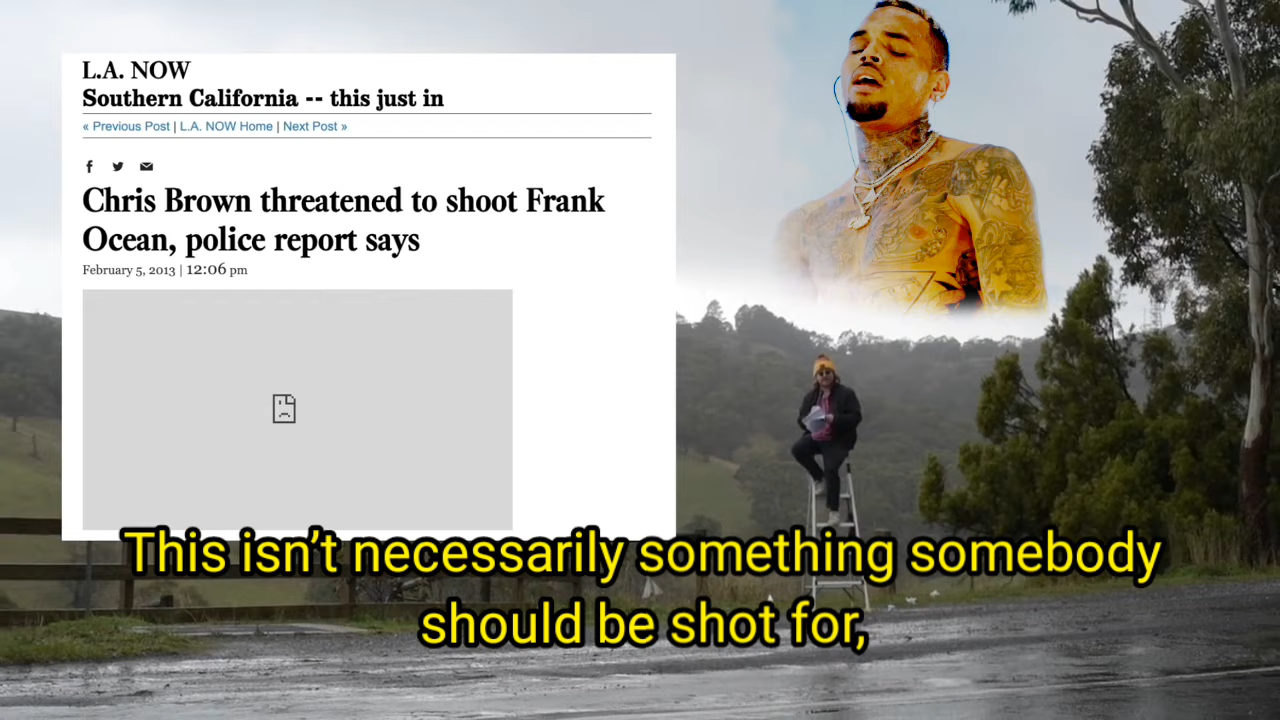 L.A. NOW
Southern California -- this just in
« Previous Post | L.A. NOW Home | Next Post »
Chris Brown threatened to shoot Frank
Ocean, police report says
February 5, 2013 | 12:06 pm
This isn’t necessarily something somebody
should be shot for,